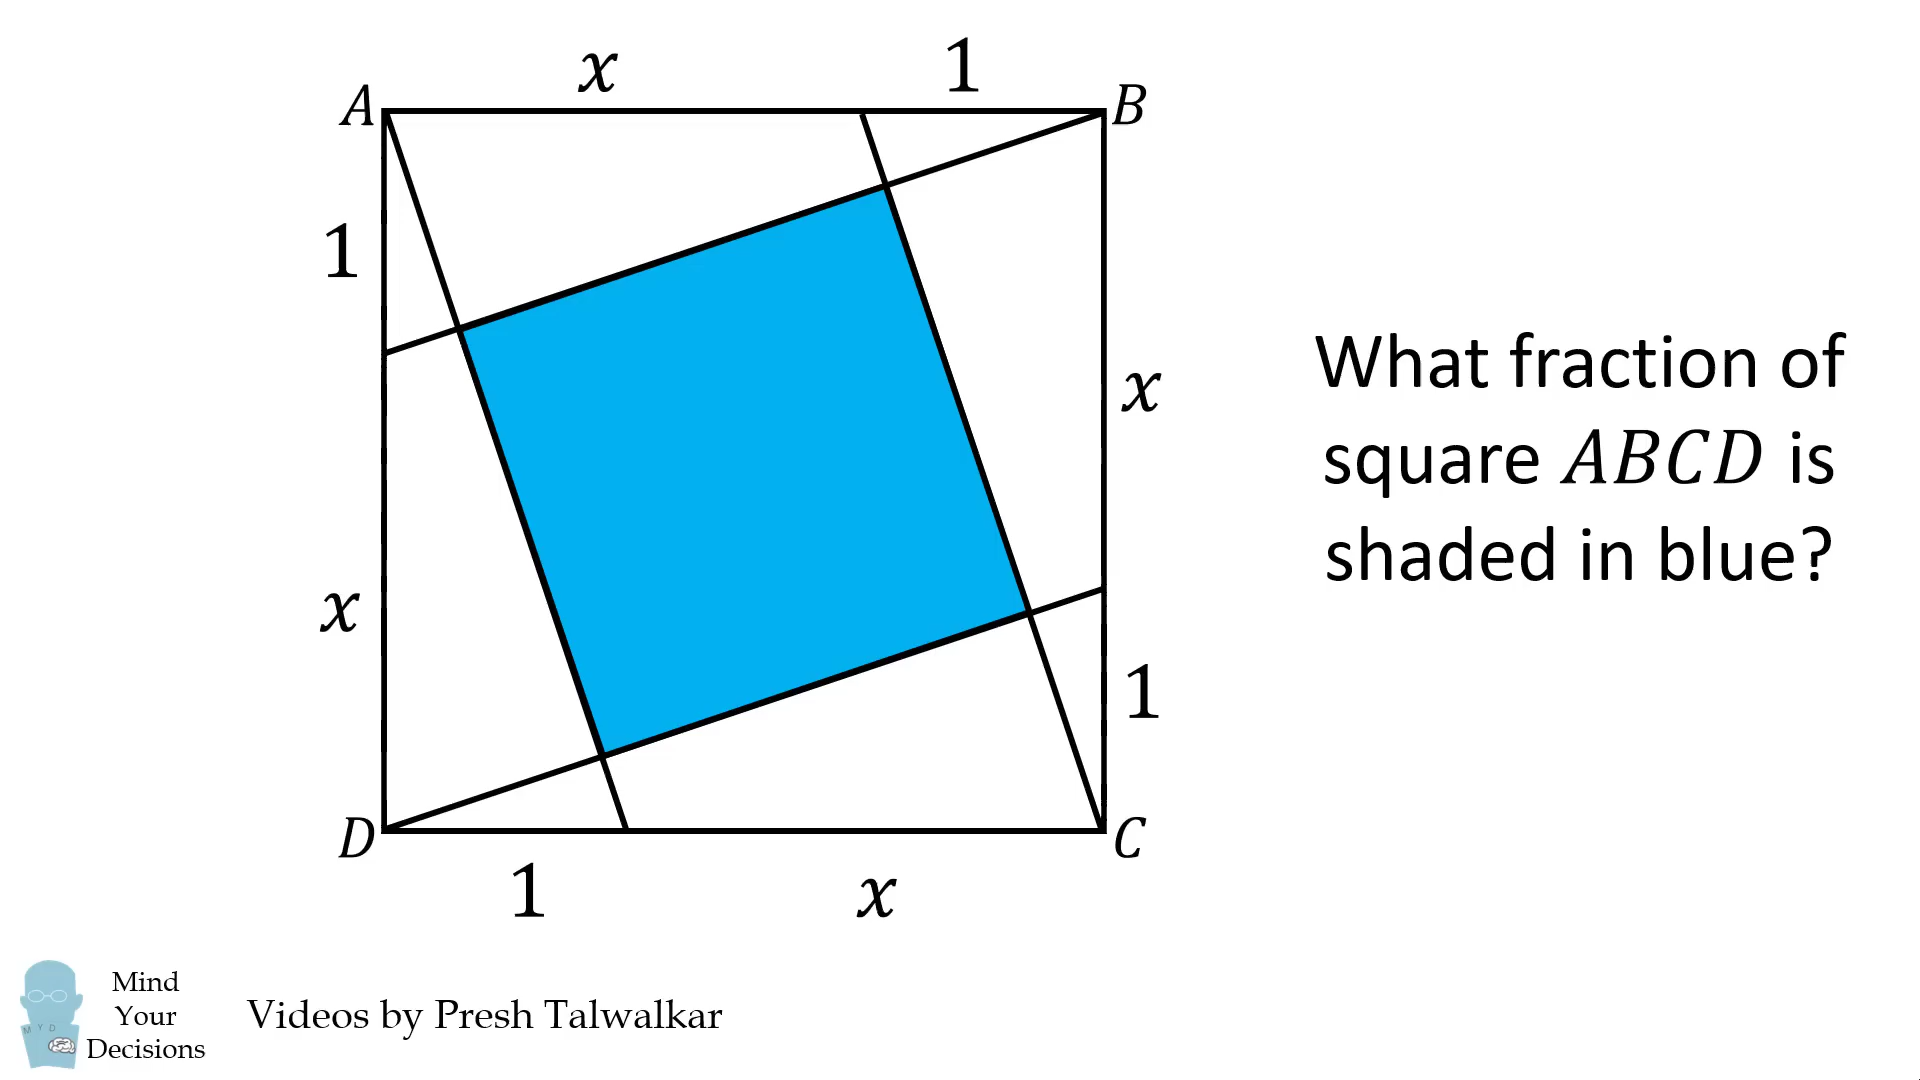 x 1
A B
1
What fraction of
x
square ABCD is
shaded in blue?
x
1
D C
1 x
Mind
Your
Decisions
M Y D
Videos by Presh Talwalkar